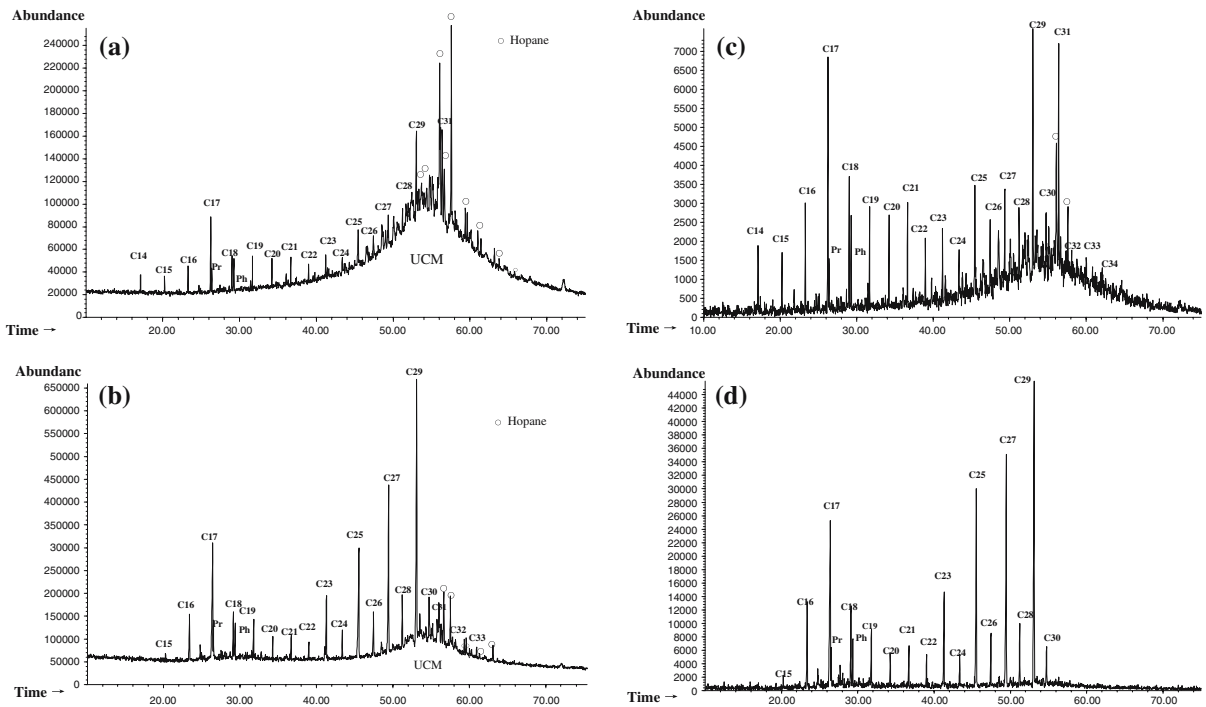 Abundance
(a)
○ Hopane
240000
220000
200000
180000
160000
140000
120000
100000
80000
60000
40000
20000
0
C14
C15
C16
C17
Pr
C18
Ph
C19
C20
C21
C22
C23
C24
C25
C26
C27
C28
C29
C31
UCM
20.00 30.00 40.00 50.00 60.00 70.00
Time →
Abundanc
(b)
○ Hopane
650000
600000
550000
500000
450000
400000
350000
300000
250000
200000
150000
100000
50000
0
C15
C16
C17
Pr
C18
Ph
C19
C20
C21
C22
C23
C24
C25
C26
C27
C28
C29
C30
C31
C32
C33
UCM
20.00 30.00 40.00 50.00 60.00 70.00
Time →
Abundance
(c)
7000
6500
6000
5500
5000
4500
4000
3500
3000
2500
2000
1500
1000
500
0
C14
C15
C16
C17
Pr
C18
Ph
C19
C20
C21
C22
C23
C24
C25
C26
C27
C28
C29
C30
C31
C32
C33
C34
10.00 20.00 30.00 40.00 50.00 60.00 70.00
Time →
Abundance
(d)
44000
42000
40000
38000
36000
34000
32000
30000
28000
26000
24000
22000
20000
18000
16000
14000
12000
10000
8000
6000
4000
2000
0
C15
C16
C17
Pr
C18
Ph
C19
C20
C21
C22
C23
C24
C25
C26
C27
C28
C29
C30
20.00 30.00 40.00 50.00 60.00 70.00
Time →